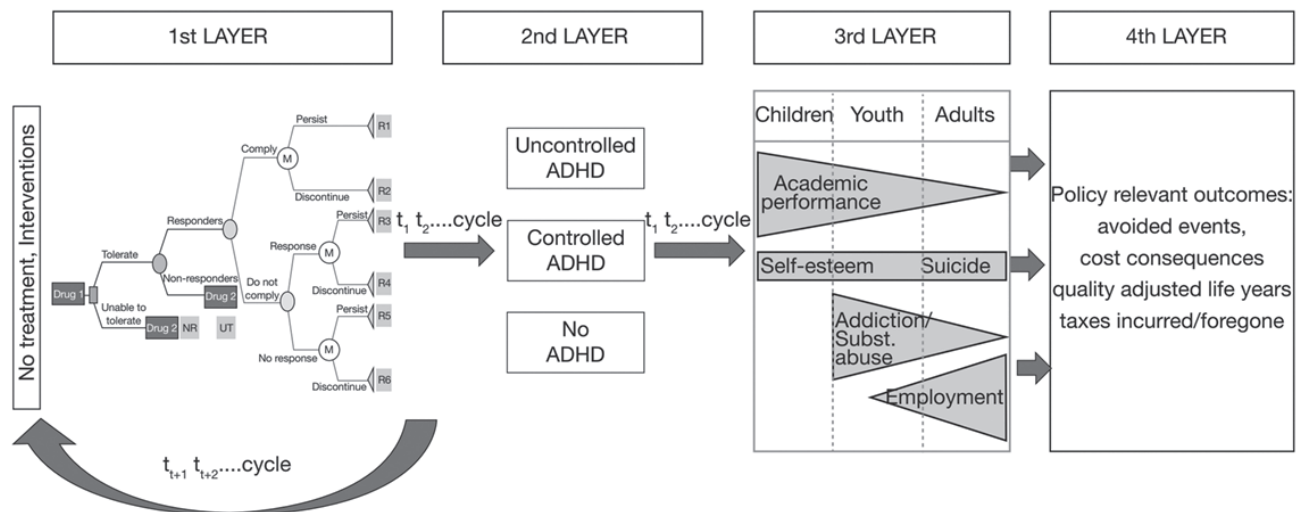 1st LAYER
2nd LAYER
3rd LAYER
4th LAYER
No treatment, Interventions
Drug 1
Tolerate
Unable to
tolerate
Drug 2
NR
UT
Responders
Non-responders
Drug 2
Comply
Do not
comply
M
Persist
R1
Discontinue
R2
Response
M
Persist
R3
Discontinue
R4
No response
M
Persist
R5
Discontinue
R6
t1 t2....cycle
tt+1 tt+2....cycle
Uncontrolled
ADHD
Controlled
ADHD
No
ADHD
t1 t2....cycle
Children Youth Adults
Academic
performance
Self-esteem Suicide
Addiction/
Subst.
abuse
Employment
Policy relevant outcomes:
avoided events,
cost consequences
quality adjusted life years
taxes incurred/foregone